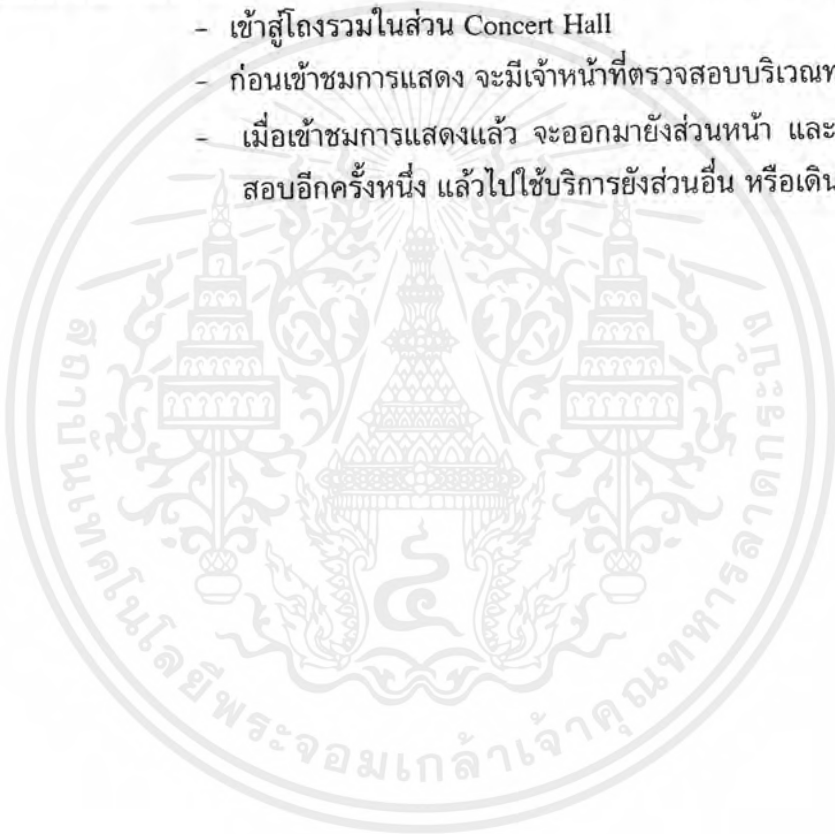 - เข้าสู่โถงรวมในส่วน Concert Hall
- ก่อนเข้าชมการแสดง จะมีเจ้าหน้าที่ตรวจสอบบริเวณท
- เมื่อเข้าชมการแสดงแล้ว จะออกมายังส่วนหน้า และ
สอบอีกครั้งหนึ่ง แล้วไปใช้บริการยังส่วนอื่น หรือเดิน
สถาบันเทคโนโลยีพระจอมเกล้าเจ้าคุณทหารลาดกระบัง